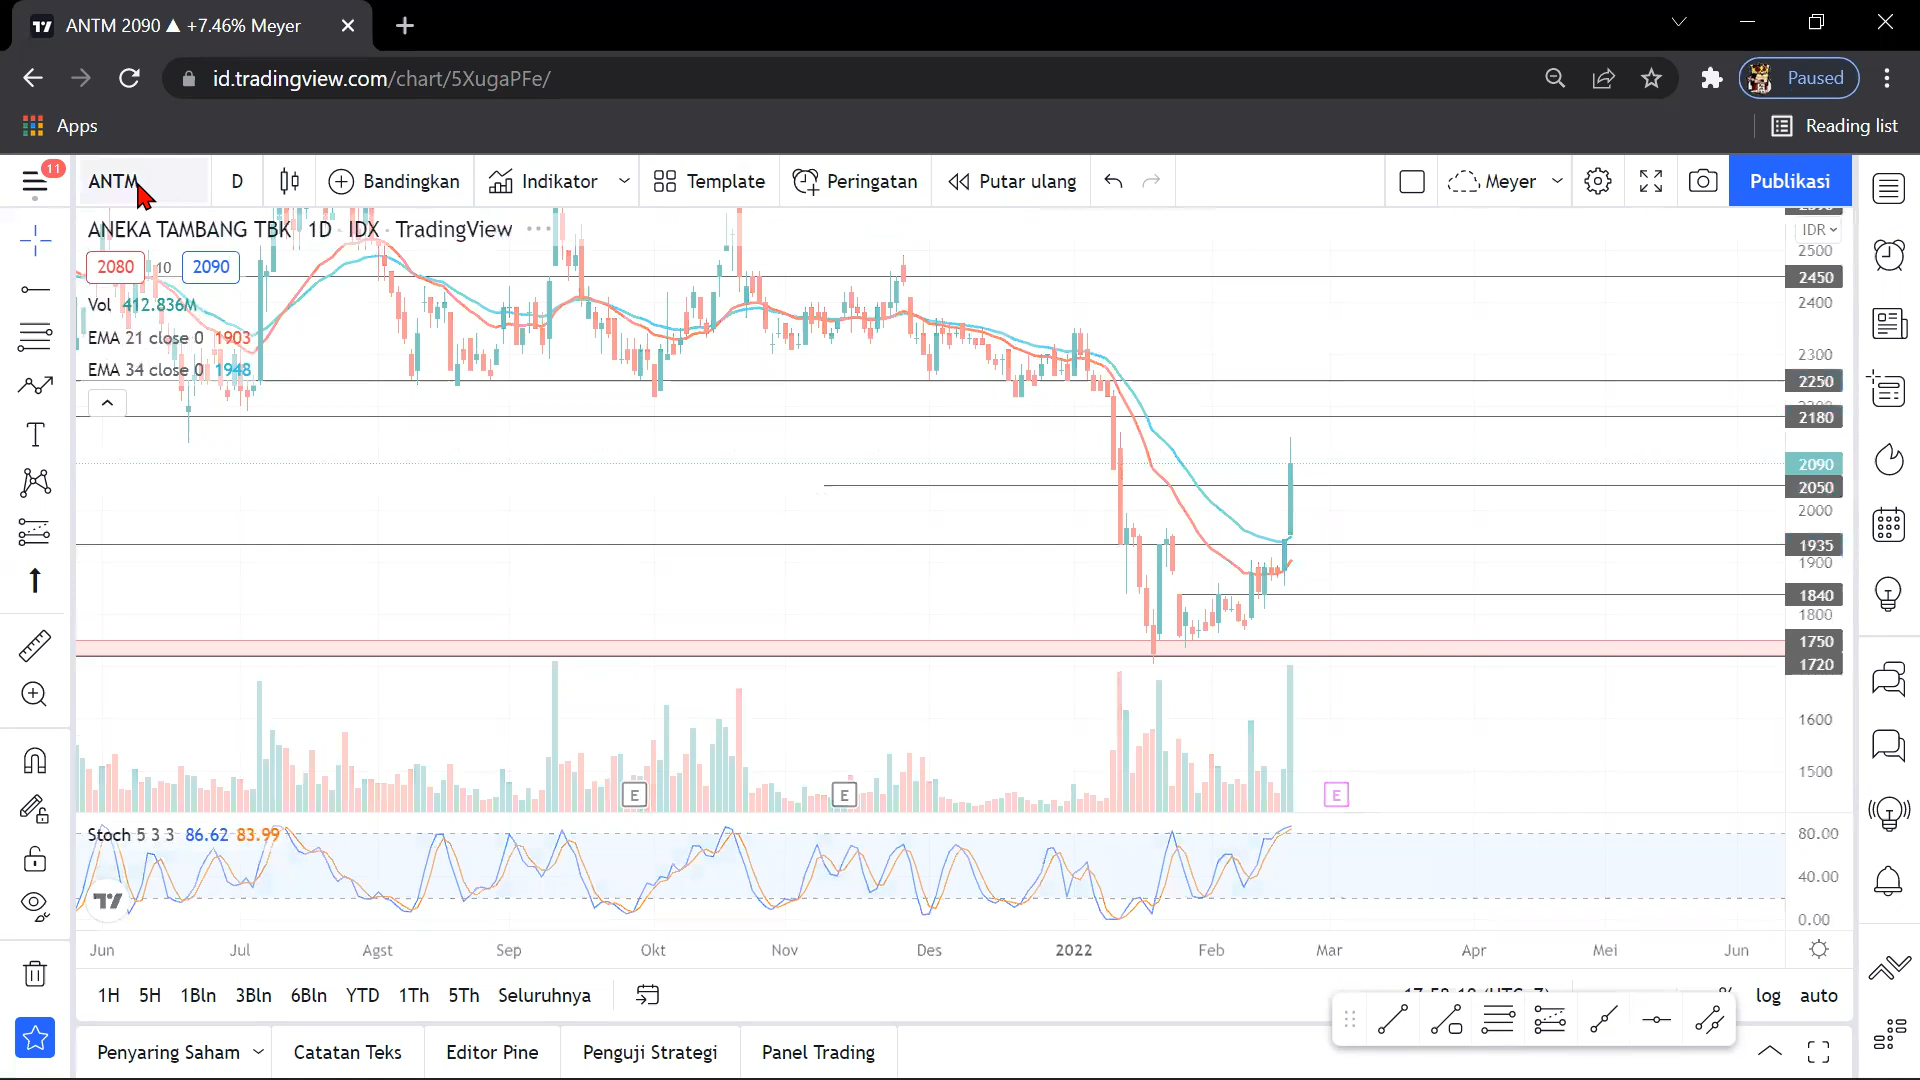 ANTM 2090 ▲ +7.46% Meyer
id.tradingview.com/chart/5XugaPFe/
Paused
Apps
Reading list
11
ANTM
D
Bandingkan
Indikator
Template
Peringatan
Putar ulang
Meyer
Publikasi
ANEKA TAMBANG TBK · 1D · IDX · TradingView
2080 10 2090
Vol 412.836M
EMA 21 close 0 1903
EMA 34 close 0 1948
IDR
2500
2450
2400
2300
2250
2180
2090
2050
2000
1935
1900
1840
1800
1750
1720
1600
1500
E
E
E
Stoch 5 3 3 86.62 83.99
80.00
40.00
0.00
Jun Jul Agst Sep Okt Nov Des 2022 Feb Mar Apr Mei Jun
1H 5H 1Bln 3Bln 6Bln YTD 1Th 5Th Seluruhnya
log auto
Penyaring Saham
Catatan Teks
Editor Pine
Penguji Strategi
Panel Trading